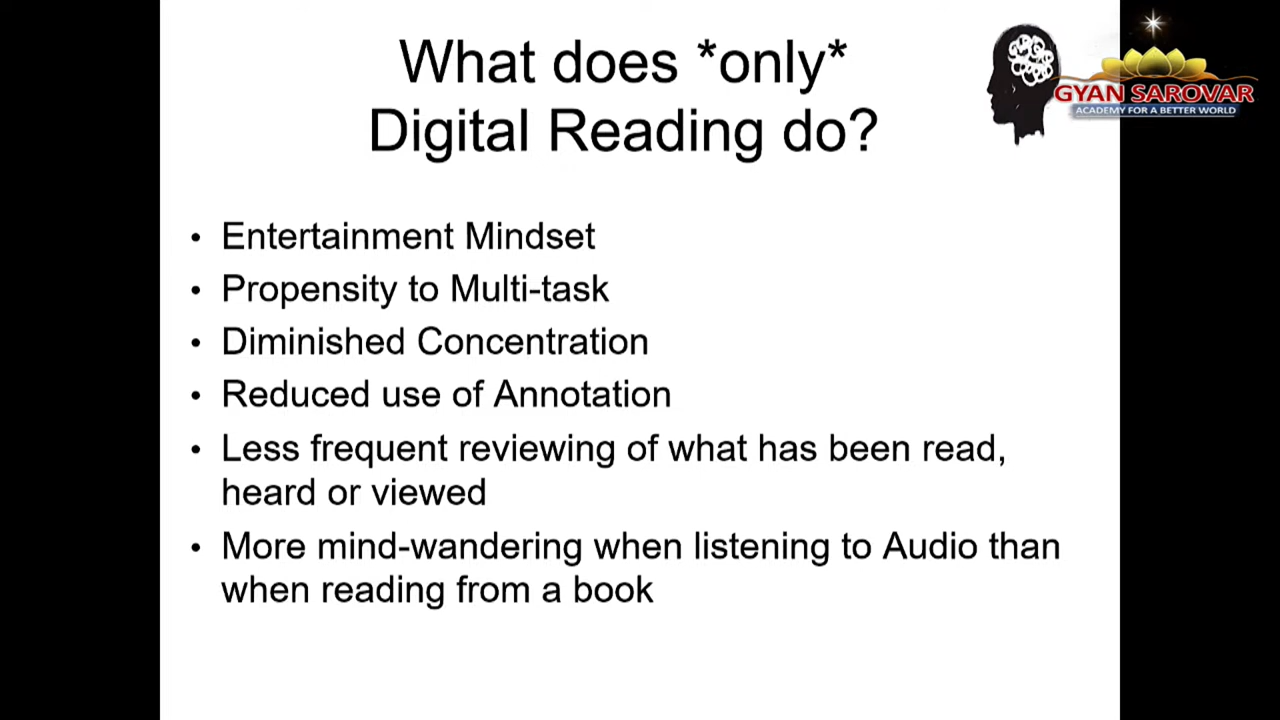 What does *only*
Digital Reading do?
GYAN SAROVAR
ACADEMY FOR A BETTER WORLD
• Entertainment Mindset
• Propensity to Multi-task
• Diminished Concentration
• Reduced use of Annotation
• Less frequent reviewing of what has been read,
heard or viewed
• More mind-wandering when listening to Audio than
when reading from a book